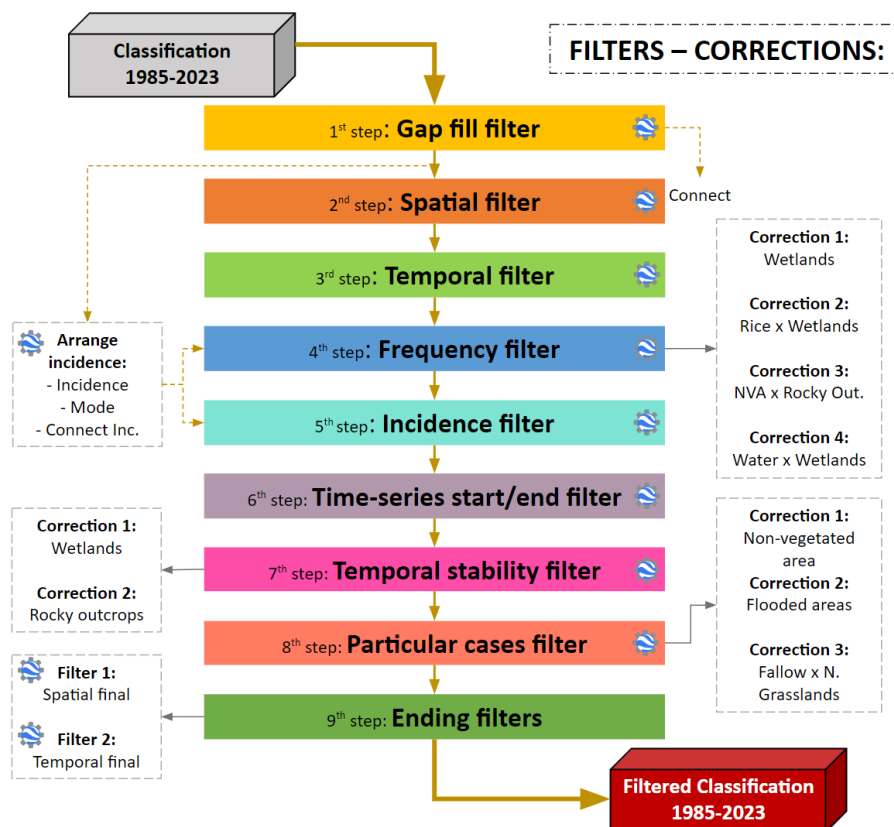 Classification
1985-2023
FILTERS – CORRECTIONS:
1st step: Gap fill filter
Connect
2nd step: Spatial filter
3rd step: Temporal filter
4th step: Frequency filter
5th step: Incidence filter
6th step: Time-series start/end filter
7th step: Temporal stability filter
8th step: Particular cases filter
9th step: Ending filters
Arrange
incidence:
- Incidence
- Mode
- Connect Inc.
Correction 1:
Wetlands
Correction 2:
Rice x Wetlands
Correction 3:
NVA x Rocky Out.
Correction 4:
Water x Wetlands
Correction 1:
Wetlands
Correction 2:
Rocky outcrops
Correction 1:
Non-vegetated
area
Correction 2:
Flooded areas
Correction 3:
Fallow x N.
Grasslands
Filter 1:
Spatial final
Filter 2:
Temporal final
Filtered Classification
1985-2023